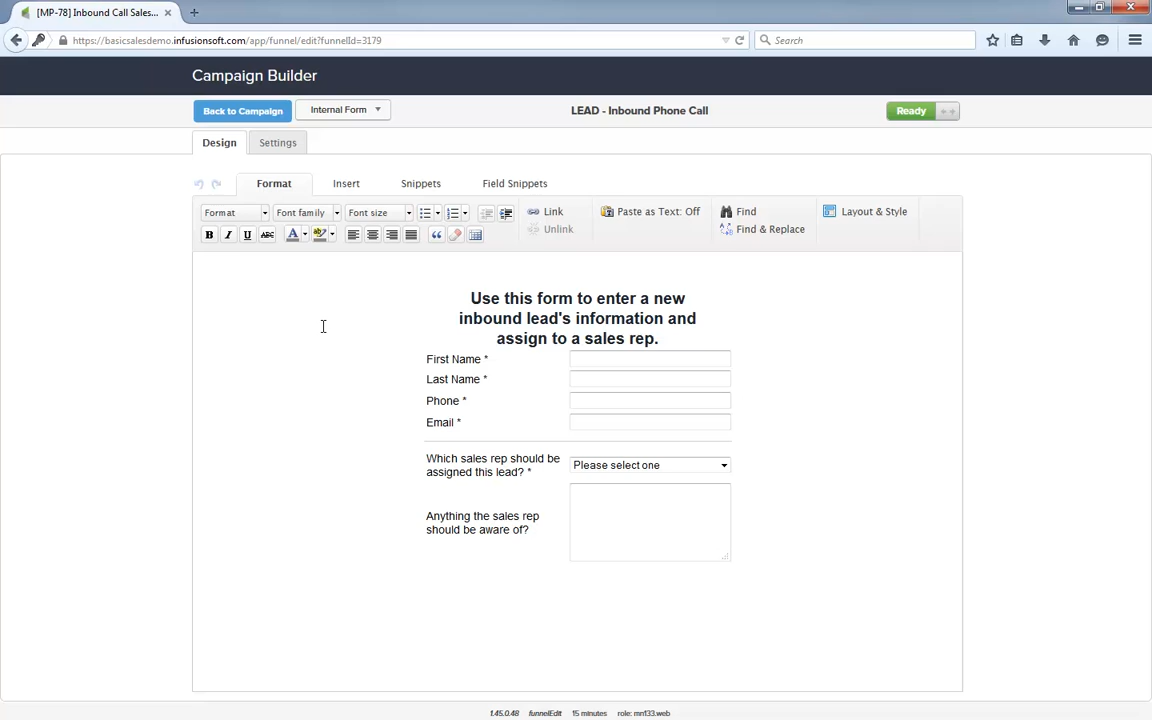 [MP-78] Inbound Call Sales...
https://basicsalesdemo.infusionsoft.com/app/funnel/edit?funnelId=3179
Search
Campaign Builder
Back to Campaign
Internal Form
LEAD - Inbound Phone Call
Ready
Design
Settings
Format
Insert
Snippets
Field Snippets
Format
Font family
Font size
Link
Paste as Text: Off
Find
Layout & Style
B I U ABC
A
Unlink
Find & Replace
Use this form to enter a new
inbound lead's information and
assign to a sales rep.
First Name *
Last Name *
Phone *
Email *
Which sales rep should be
assigned this lead? *
Please select one
Anything the sales rep
should be aware of?
1.45.0.48 funnelEdit 15 minutes role: mn133.web